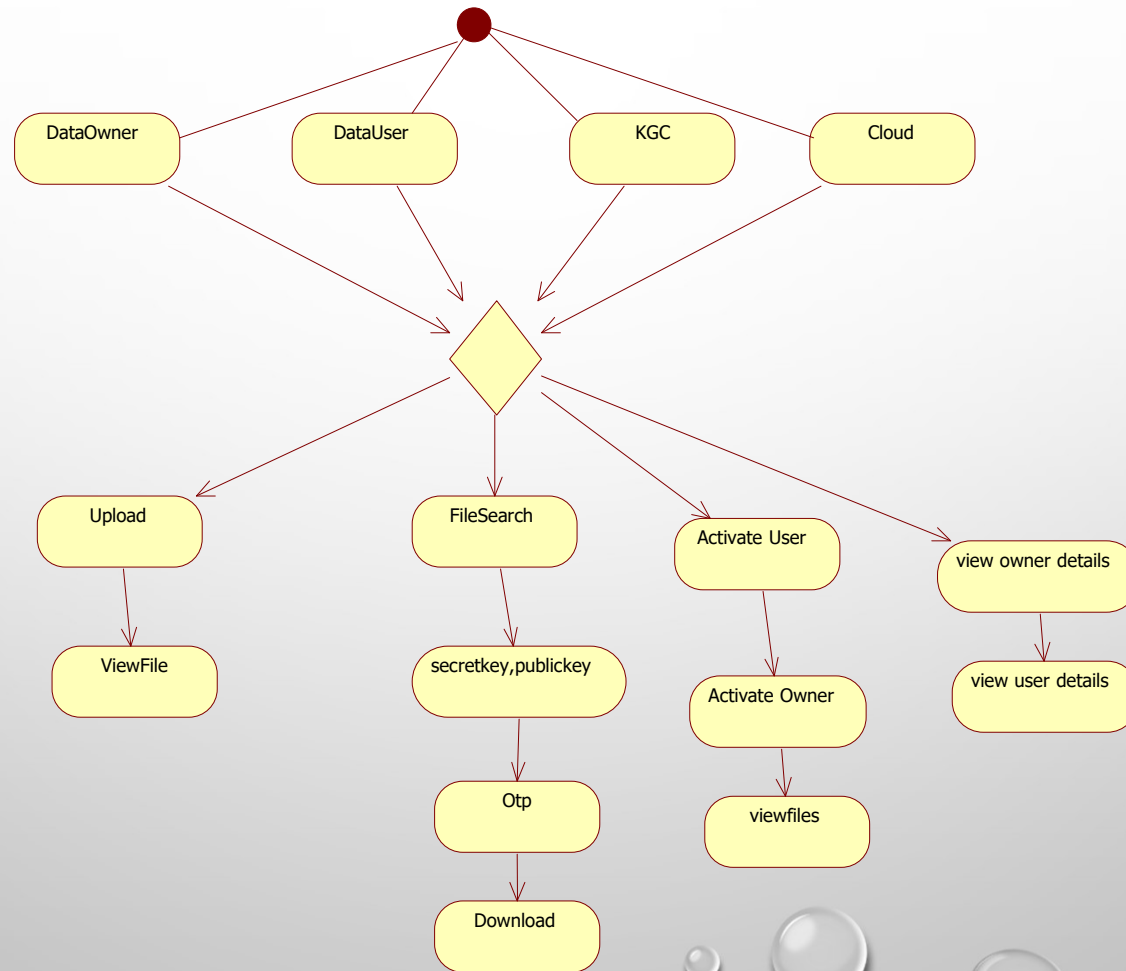 DataOwner
DataUser
KGC
Cloud
Upload
FileSearch
Activate User
view owner details
ViewFile
secretkey,publickey
Activate Owner
view user details
Otp
viewfiles
Download